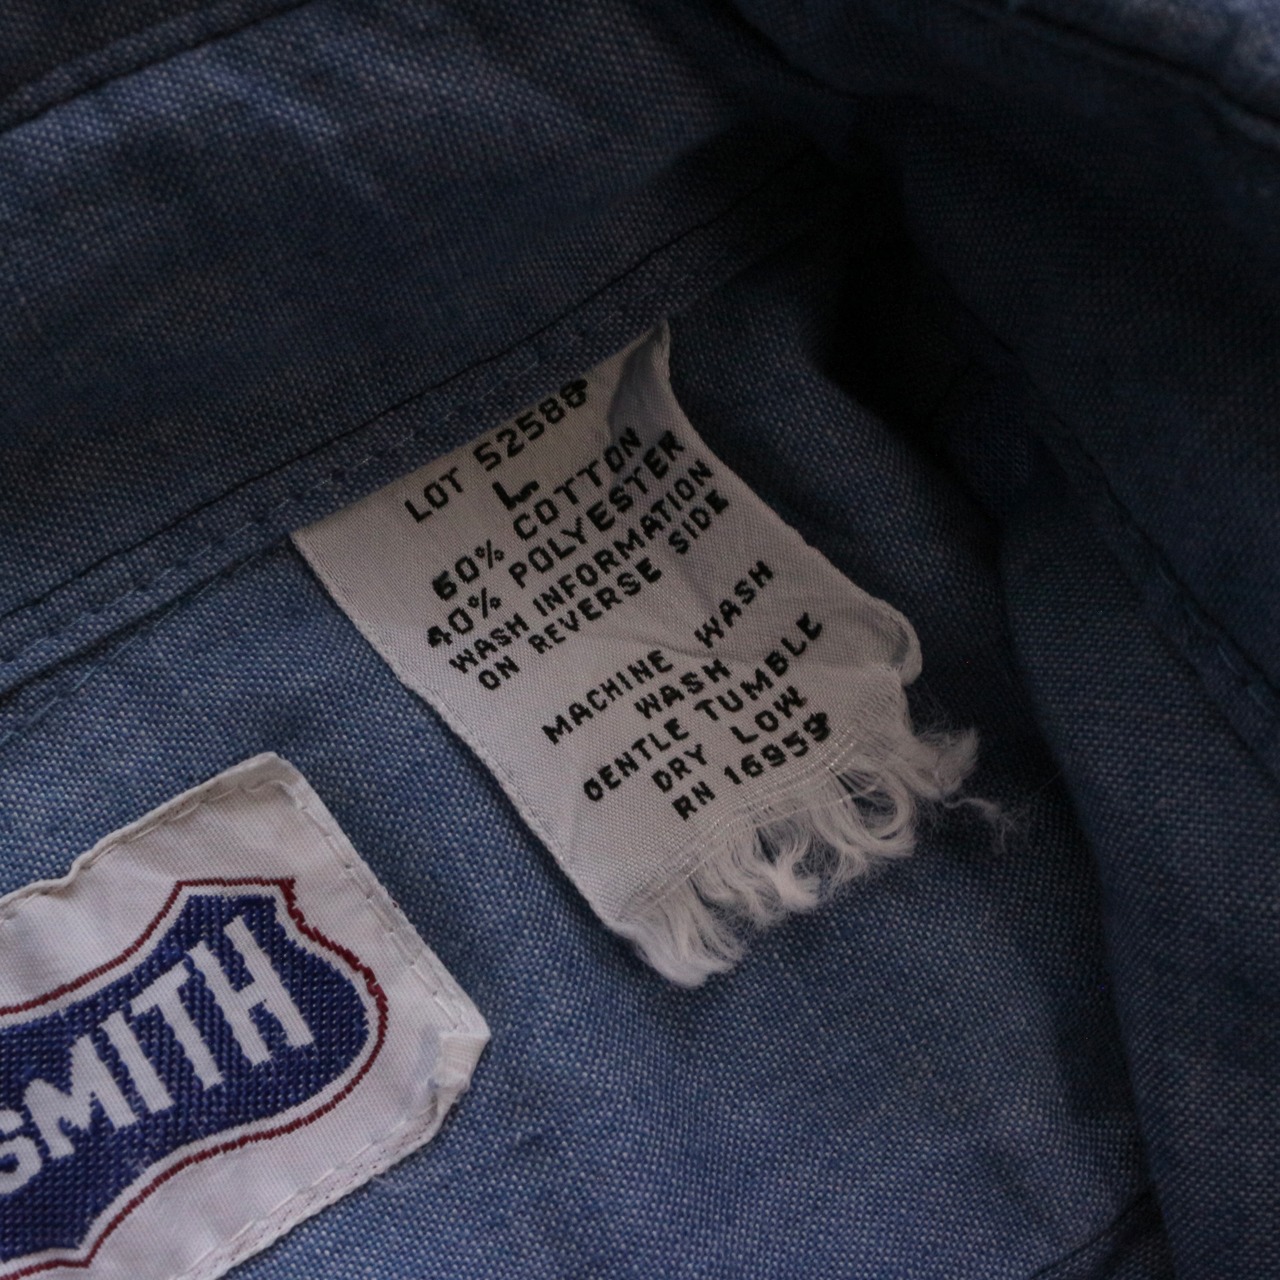 LOT 52588
L
60% COTTON
40% POLYESTER
WASH INFORMATION
ON REVERSE SIDE
MACHINE WASH
WASH
GENTLE TUMBLE
DRY LOW
RN 16959
SMITH